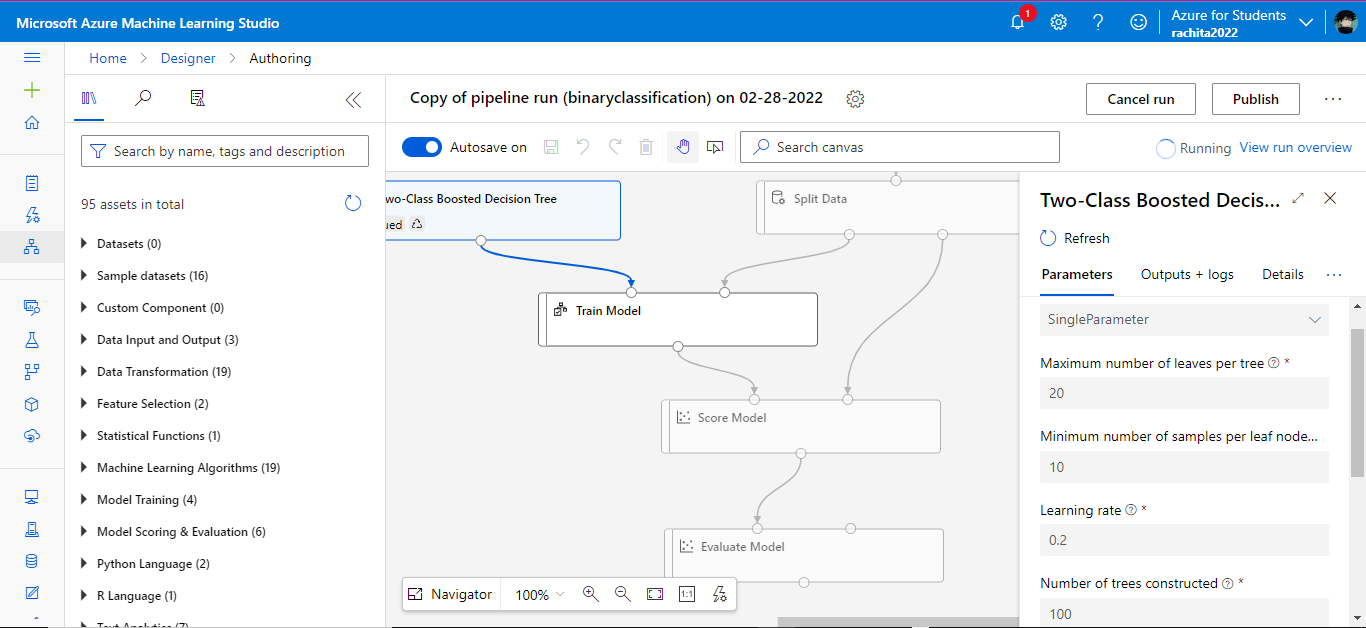 Microsoft Azure Machine Learning Studio
1
Azure for Students
rachita2022
Home > Designer > Authoring
Copy of pipeline run (binaryclassification) on 02-28-2022
Cancel run
Publish
Search by name, tags and description
95 assets in total
Datasets (0)
Sample datasets (16)
Custom Component (0)
Data Input and Output (3)
Data Transformation (19)
Feature Selection (2)
Statistical Functions (1)
Machine Learning Algorithms (19)
Model Training (4)
Model Scoring & Evaluation (6)
Python Language (2)
R Language (1)
Text Analytics (7)
Autosave on
Search canvas
Running
View run overview
wo-Class Boosted Decision Tree
ued
Split Data
Train Model
Score Model
Evaluate Model
Navigator
100%
1:1
Two-Class Boosted Decis...
Refresh
Parameters
Outputs + logs
Details
SingleParameter
Maximum number of leaves per tree *
20
Minimum number of samples per leaf node...
10
Learning rate *
0.2
Number of trees constructed *
100